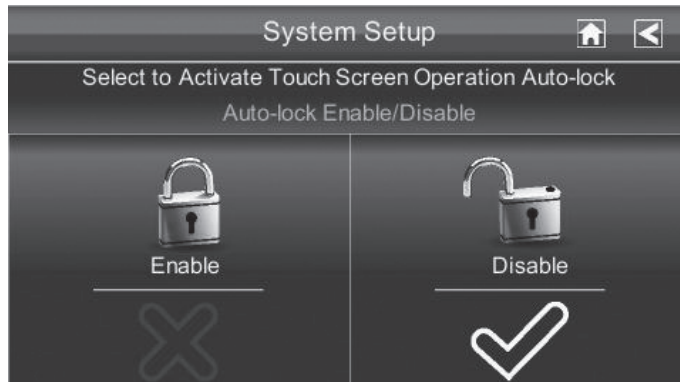 System Setup
Select to Activate Touch Screen Operation Auto-lock
Auto-lock Enable/Disable
Enable
Disable